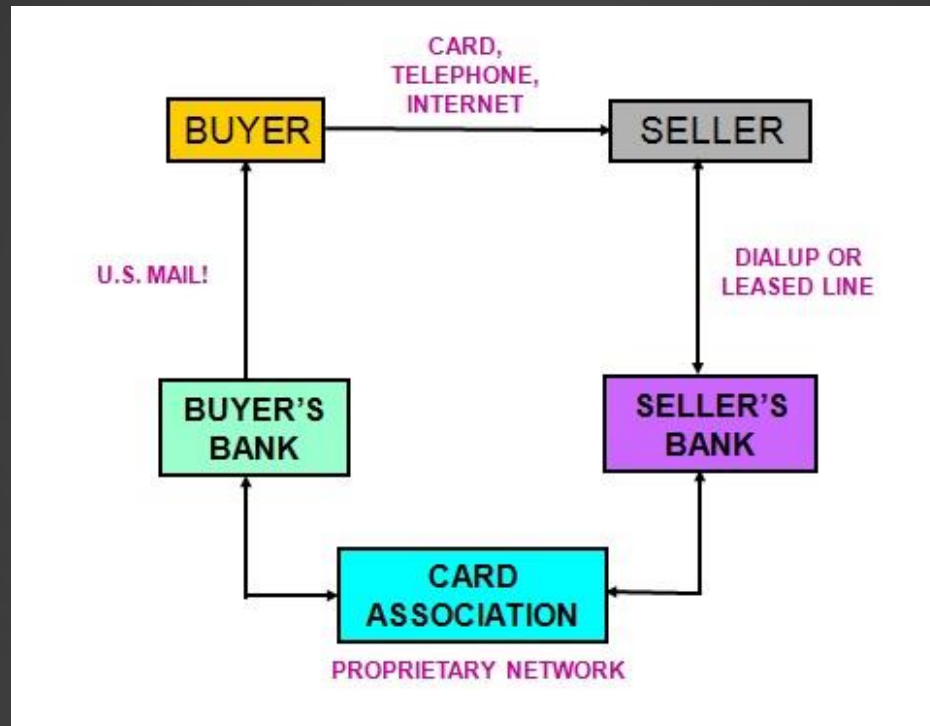 CARD,
TELEPHONE,
INTERNET
BUYER
SELLER
U.S. MAIL!
DIALUP OR
LEASED LINE
BUYER’S
BANK
SELLER’S
BANK
CARD
ASSOCIATION
PROPRIETARY NETWORK